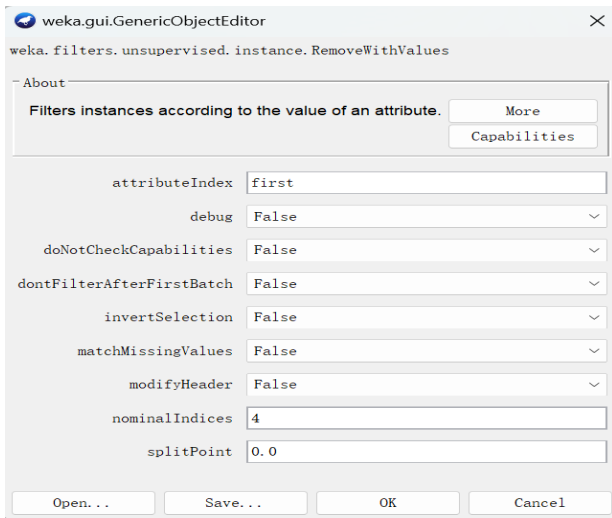 weka.gui.GenericObjectEditor
weka.filters.unsupervised.instance.RemoveWithValues
About
Filters instances according to the value of an attribute.
More
Capabilities
attributeIndex first
debug False
doNotCheckCapabilities False
dontFilterAfterFirstBatch False
invertSelection False
matchMissingValues False
modifyHeader False
nominalIndices 4
splitPoint 0.0
Open... Save... OK Cancel